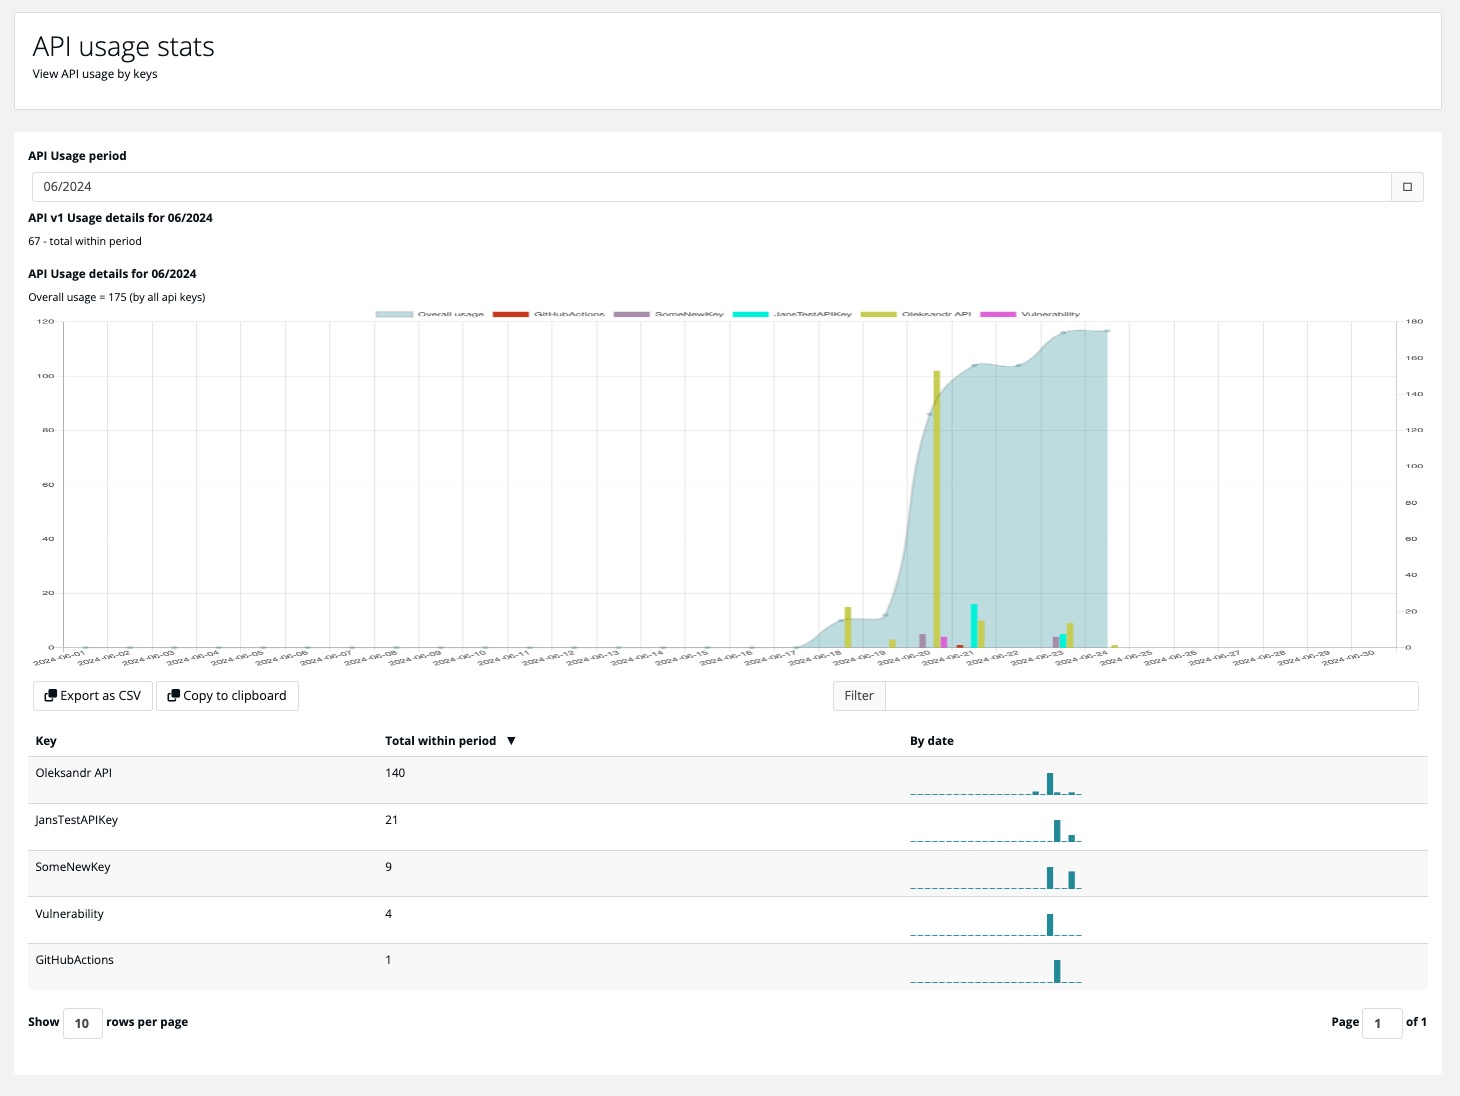 API usage stats
View API usage by keys
API Usage period
06/2024
API v1 Usage details for 06/2024
67 - total within period
API Usage details for 06/2024
Overall usage = 175 (by all api keys)
Overall usage GitHubActions SomeNewKey JansTestAPIKey Oleksandr API Vulnerability
120 180
160
100
140
80 120
100
60
80
40 60
40
20
20
0 0
2024-06-01 2024-06-02 2024-06-03 2024-06-04 2024-06-05 2024-06-06 2024-06-07 2024-06-08 2024-06-09 2024-06-10 2024-06-11 2024-06-12 2024-06-13 2024-06-14 2024-06-15 2024-06-16 2024-06-17 2024-06-18 2024-06-19 2024-06-20 2024-06-21 2024-06-22 2024-06-23 2024-06-24 2024-06-25 2024-06-26 2024-06-27 2024-06-28 2024-06-29 2024-06-30
Export as CSV Copy to clipboard Filter
Key Total within period ▼ By date
Oleksandr API 140
JansTestAPIKey 21
SomeNewKey 9
Vulnerability 4
GitHubActions 1
Show 10 rows per page Page 1 of 1